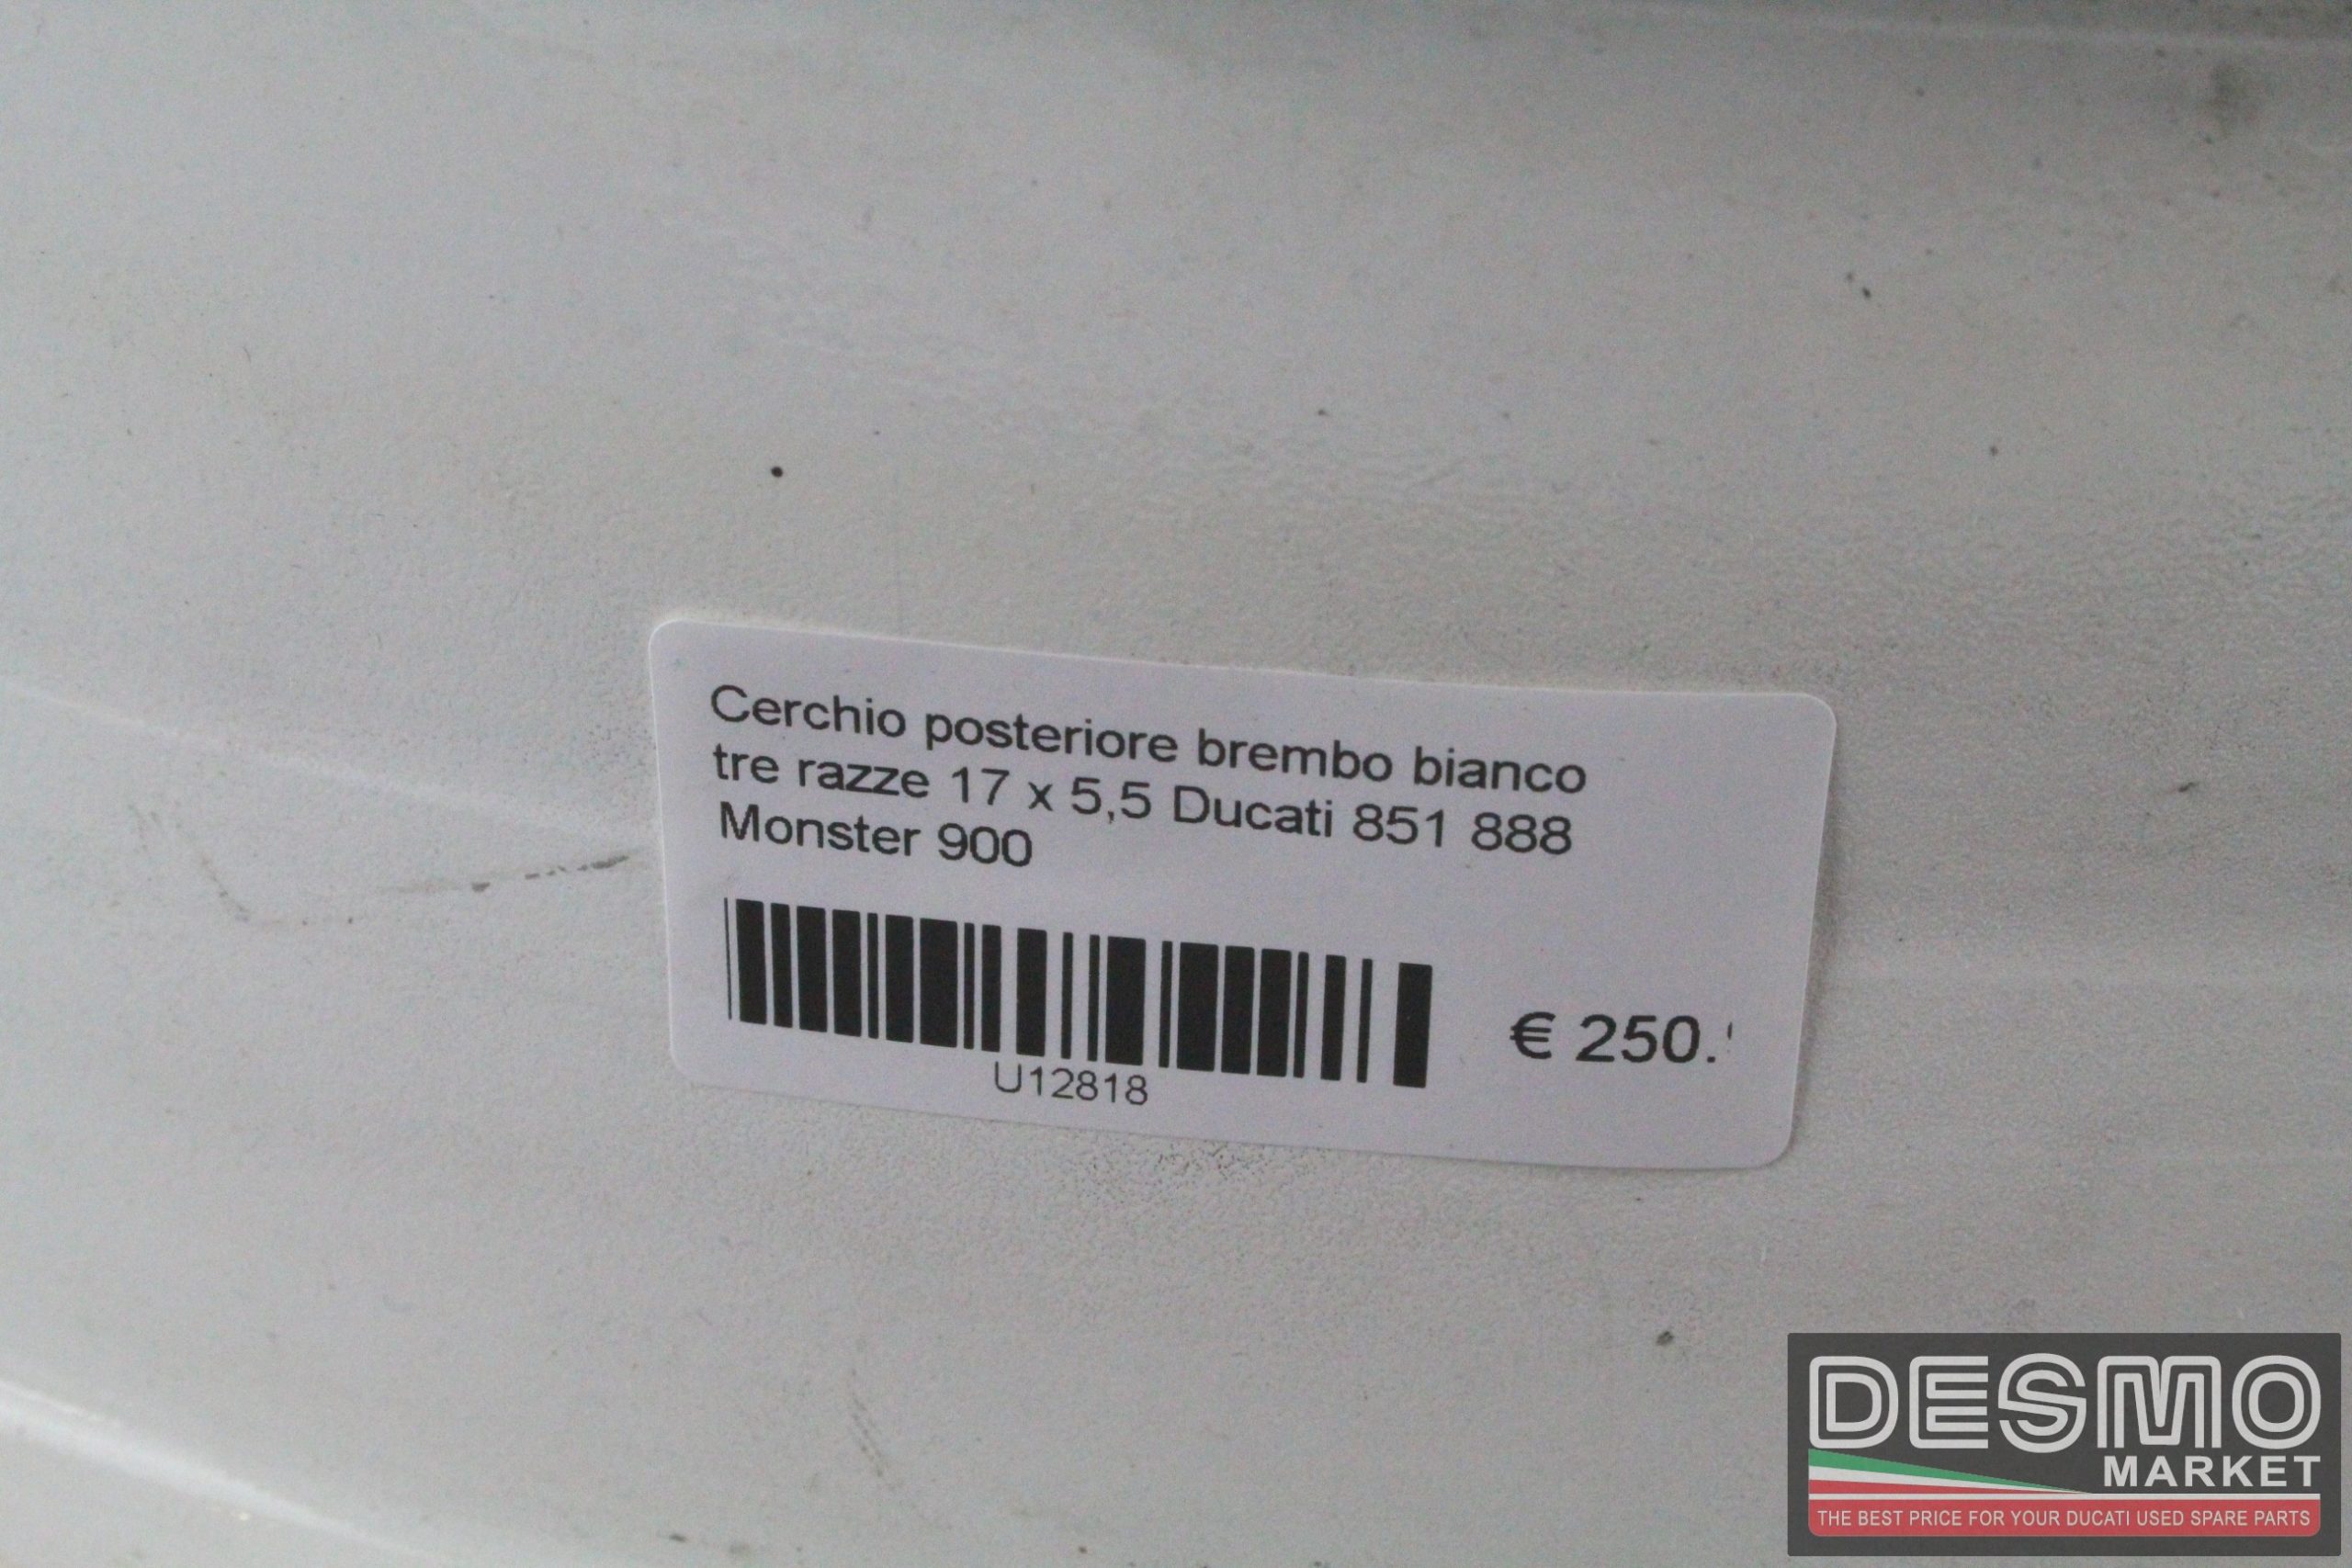 Cerchio posteriore brembo bianco
tre razze 17 x 5,5 Ducati 851 888
Monster 900
€ 250.
U12818
DESMO
MARKET
THE BEST PRICE FOR YOUR DUCATI USED SPARE PARTS